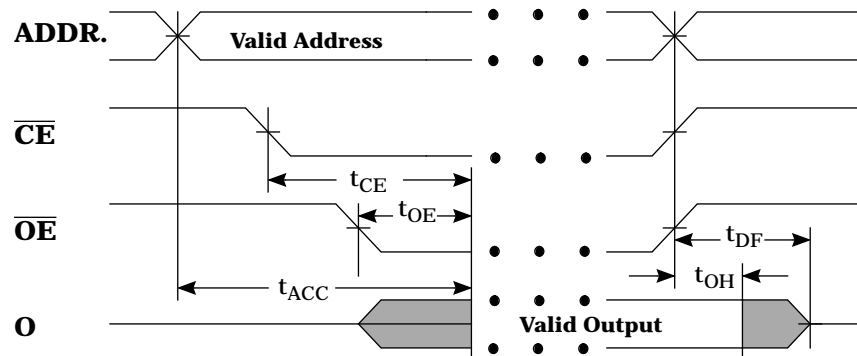 ADDR.
Valid Address
CE
tCE
OE
tOE
tDF
tACC
tOH
O
Valid Output